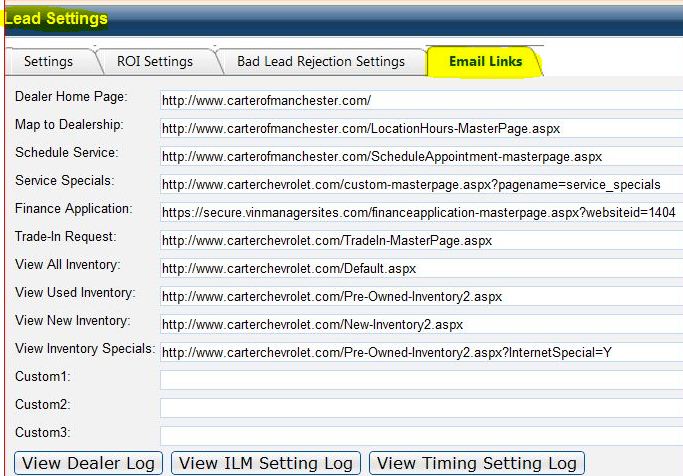 Lead Settings
Settings ROI Settings Bad Lead Rejection Settings Email Links
Dealer Home Page: http://www.carterofmanchester.com/
Map to Dealership: http://www.carterofmanchester.com/LocationHours-MasterPage.aspx
Schedule Service: http://www.carterofmanchester.com/ScheduleAppointment-masterpage.aspx
Service Specials: http://www.carterchevrolet.com/custom-masterpage.aspx?pagename=service_specials
Finance Application: https://secure.vinmanagersites.com/financeapplication-masterpage.aspx?websiteid=1404
Trade-In Request: http://www.carterchevrolet.com/TradeIn-MasterPage.aspx
View All Inventory: http://www.carterchevrolet.com/Default.aspx
View Used Inventory: http://www.carterchevrolet.com/Pre-Owned-Inventory2.aspx
View New Inventory: http://www.carterchevrolet.com/New-Inventory2.aspx
View Inventory Specials: http://www.carterchevrolet.com/Pre-Owned-Inventory2.aspx?InternetSpecial=Y
Custom1:
Custom2:
Custom3:
View Dealer Log View ILM Setting Log View Timing Setting Log